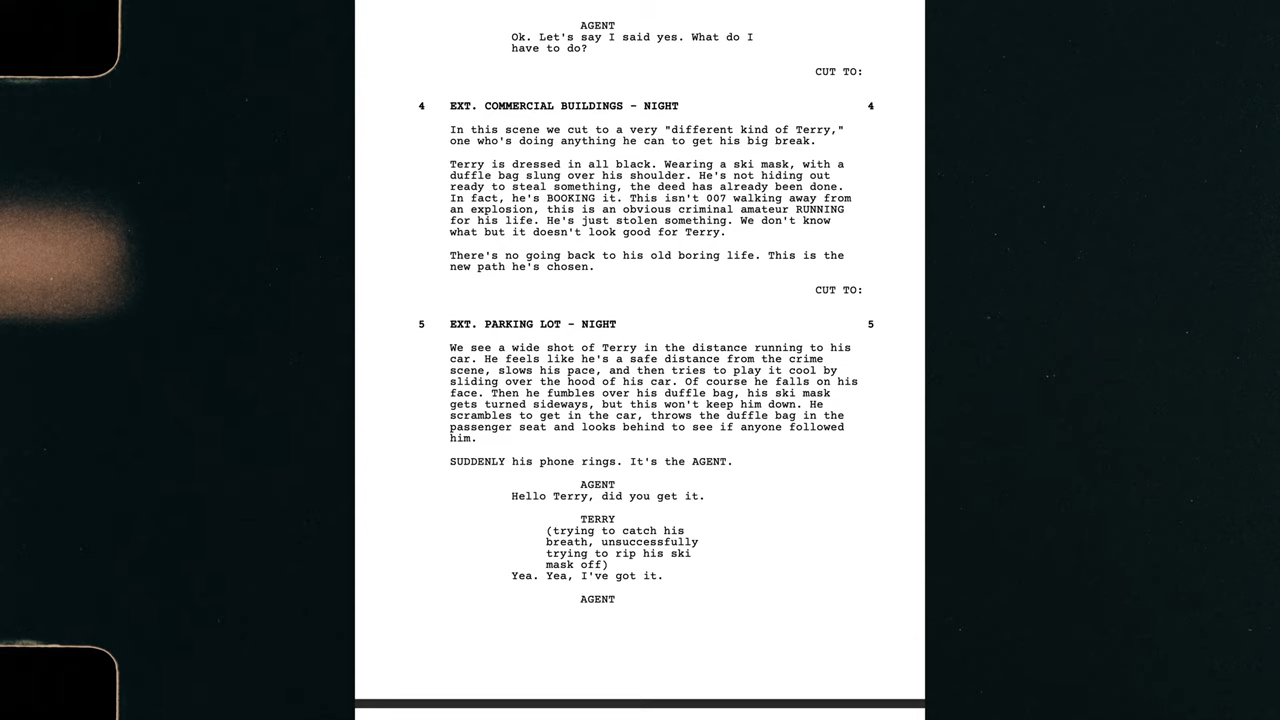 AGENT
Ok. Let's say I said yes. What do I
have to do?
CUT TO:
4 EXT. COMMERCIAL BUILDINGS - NIGHT 4
In this scene we cut to a very "different kind of Terry,"
one who's doing anything he can to get his big break.
Terry is dressed in all black. Wearing a ski mask, with a
duffle bag slung over his shoulder. He's not hiding out
ready to steal something, the deed has already been done.
In fact, he's BOOKING it. This isn't 007 walking away from
an explosion, this is an obvious criminal amateur RUNNING
for his life. He's just stolen something. We don't know
what but it doesn't look good for Terry.
There's no going back to his old boring life. This is the
new path he's chosen.
CUT TO:
5 EXT. PARKING LOT - NIGHT 5
We see a wide shot of Terry in the distance running to his
car. He feels like he's a safe distance from the crime
scene, slows his pace, and then tries to play it cool by
sliding over the hood of his car. Of course he falls on his
face. Then he fumbles over his duffle bag, his ski mask
gets turned sideways, but this won't keep him down. He
scrambles to get in the car, throws the duffle bag in the
passenger seat and looks behind to see if anyone followed
him.
SUDDENLY his phone rings. It's the AGENT.
AGENT
Hello Terry, did you get it.
TERRY
(trying to catch his
breath, unsuccessfully
trying to rip his ski
mask off)
Yea. Yea, I've got it.
AGENT